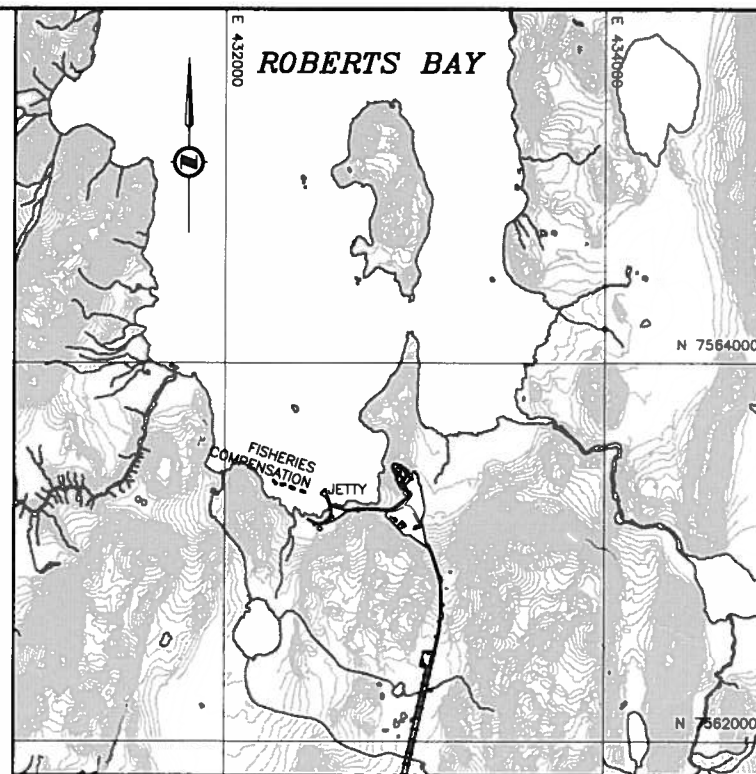 E 432000
ROBERTS BAY
E 434000
N
N 7564000
FISHERIES
COMPENSATION
JETTY
N 7562000